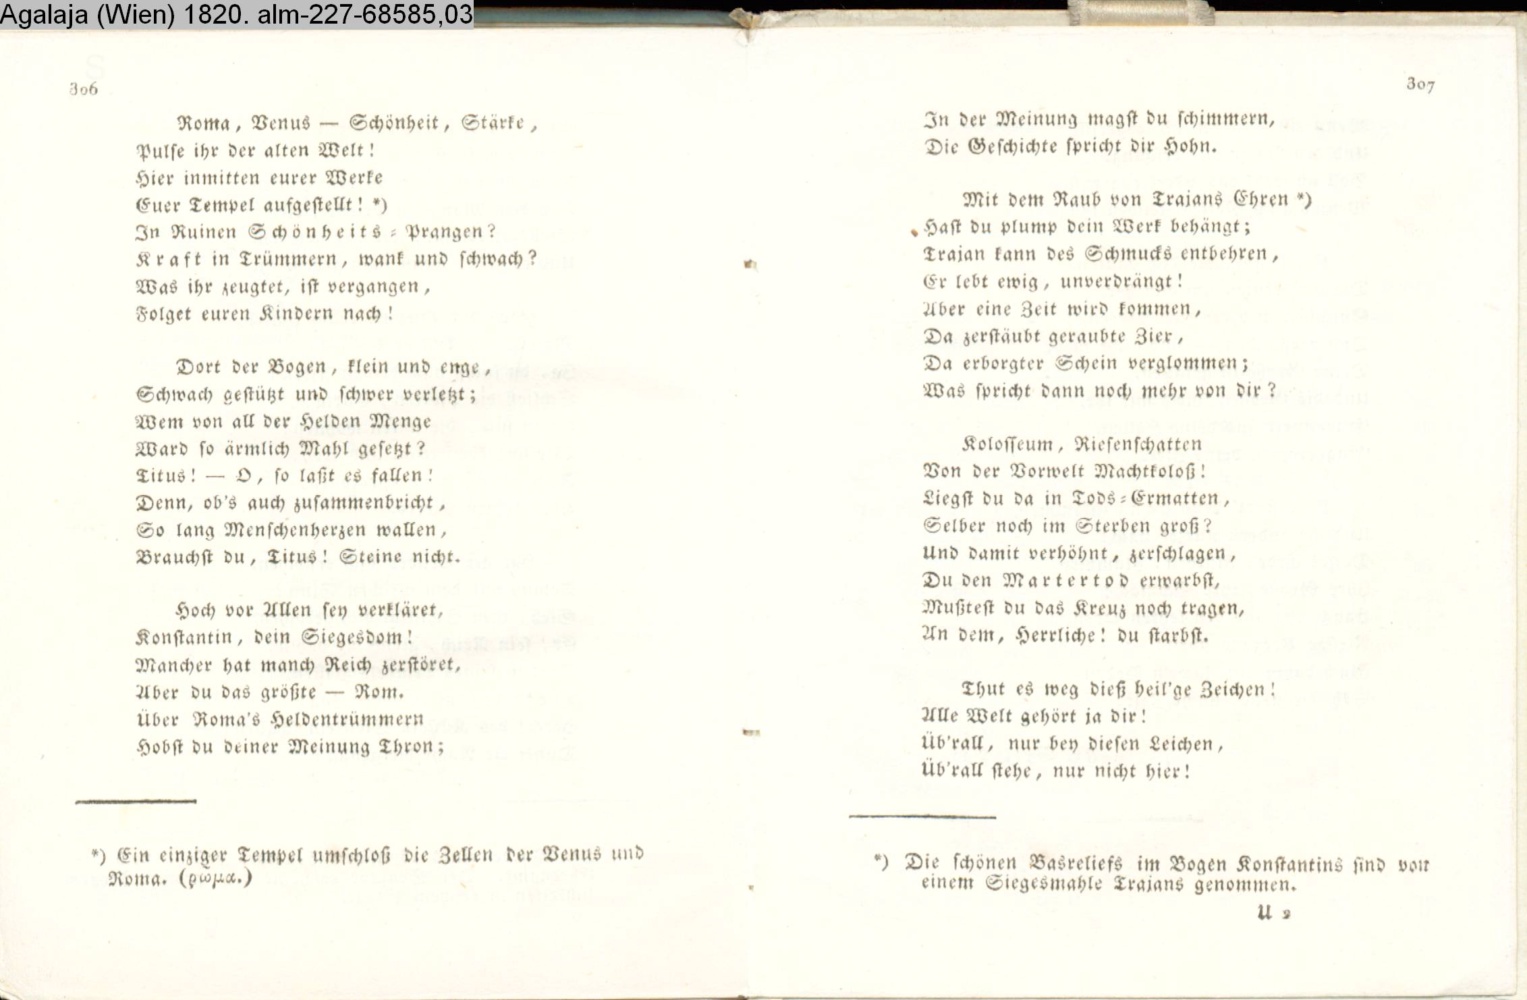 Agalaja (Wien) 1820. alm-227-68585,03
306
Roma, Venus — Schönheit, Stärke,
Pulse ihr der alten Welt!
Hier inmitten eurer Werke
Euer Tempel aufgestellt! *)
In Ruinen Schönheits-Prangen?
Kraft in Trümmern, wank und schwach?
Was ihr zeugtet, ist vergangen,
Folget euren Kindern nach!
Dort der Bogen, klein und enge,
Schwach gestützt und schwer verletzt;
Wem von all der Helden Menge
Ward so ärmlich Mahl gesetzt?
Titus! — O, so laßt es fallen!
Denn, ob's auch zusammenbricht,
So lang Menschenherzen wallen,
Brauchst du, Titus! Steine nicht.
Hoch vor Allen sey verkläret,
Konstantin, dein Siegesdom!
Mancher hat manch Reich zerstöret,
Aber du das größte — Rom.
Über Roma's Heldentrümmern
Hobst du deiner Meinung Thron;
*) Ein einziger Tempel umschloß die Zellen der Venus und
Roma. (ρωμα.)
307
In der Meinung magst du schimmern,
Die Geschichte spricht dir Hohn.
Mit dem Raub von Trajans Ehren *)
Hast du plump dein Werk behängt;
Trajan kann des Schmucks entbehren,
Er lebt ewig, unverdrängt!
Aber eine Zeit wird kommen,
Da zerstäubt geraubte Zier,
Da erborgter Schein verglommen;
Was spricht dann noch mehr von dir?
Kolosseum, Riesenschatten
Von der Vorwelt Machtkoloß!
Liegst du da in Tods-Ermatten,
Selber noch im Sterben groß?
Und damit verhöhnt, zerschlagen,
Du den Martertod erwarbst,
Mußtest du das Kreuz noch tragen,
An dem, Herrliche! du starbst.
Thut es weg dieß heil'ge Zeichen!
Alle Welt gehört ja dir!
Üb'rall, nur bey diesen Leichen,
Üb'rall stehe, nur nicht hier!
*) Die schönen Basreliefs im Bogen Konstantins sind von
einem Siegesmahle Trajans genommen.
U 2